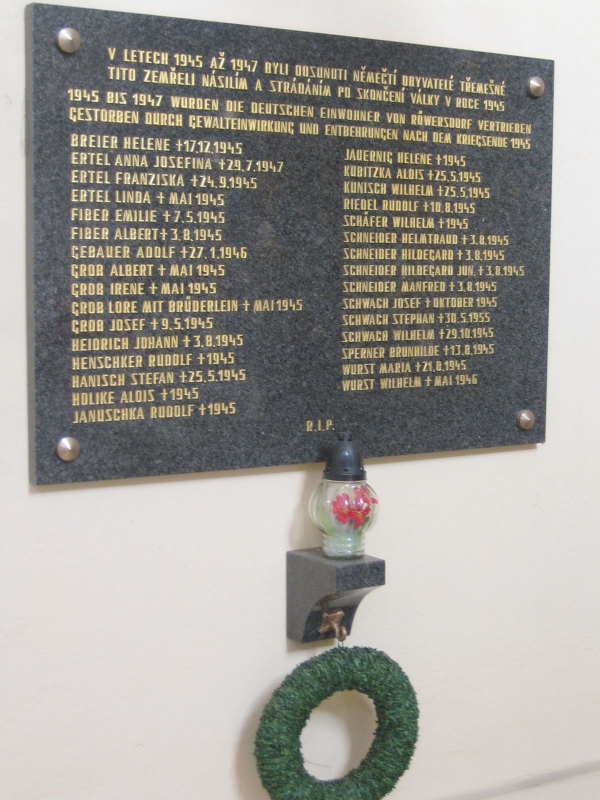 V LETECH 1945 AŽ 1947 BYLI ODSUNUTI NĚMEČTÍ OBYVATELÉ TŘEMEŠNÉ
TITO ZEMŘELI NÁSILÍM A STRÁDÁNÍM PO SKONČENÍ VÁLKY V ROCE 1945
1945 BIS 1947 WURDEN DIE DEUTSCHEN EINWOHNER VON RÖWERSDORF VERTRIEBEN
GESTORBEN DURCH GEWALTEINWIRKUNG UND ENTBEHRUNGEN NACH DEM KRIEGSENDE 1945
BREIER HELENE †17.12.1945
ERTEL ANNA JOSEFINA †29.7.1947
ERTEL FRANZISKA †24.9.1945
ERTEL LINDA † MAI 1945
FIBER EMILIE †7.5.1945
FIBER ALBERT †3.8.1945
GEBAUER ADOLF †27.1.1946
GROB ALBERT † MAI 1945
GROB IRENE † MAI 1945
GROB LORE MIT BRÜDERLEIN † MAI 1945
GROB JOSEF †9.5.1945
HEIDRICH JOHANN †3.8.1945
HENSCHKER RUDOLF †1945
HANISCH STEFAN †25.5.1945
HOLIKE ALOIS †1945
JANUSCHKA RUDOLF †1945
JAUERNIG HELENE †1945
KUBITZKA ALOIS †25.5.1945
KUNISCH WILHELM †25.5.1945
RIEDEL RUDOLF †10.8.1945
SCHÄFER WILHELM †1945
SCHNEIDER HELMTRAUD †3.8.1945
SCHNEIDER HILDEGARD †3.8.1945
SCHNEIDER HILDEGARD JUN. †3.8.1945
SCHNEIDER MANFRED †3.8.1945
SCHWACH JOSEF †OKTOBER 1945
SCHWACH STEPHAN †30.5.1955
SCHWACH WILHELM †29.10.1945
SPERNER BRUNHILDE †13.8.1945
WURST MARIA †21.8.1945
WURST WILHELM † MAI 1946
R.I.P.